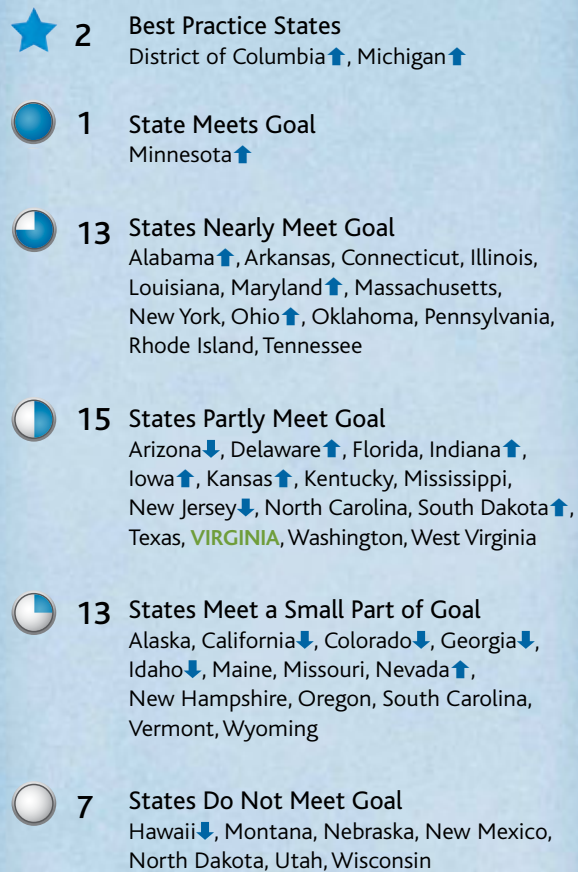 2 Best Practice States
District of Columbia⬆, Michigan⬆
1 State Meets Goal
Minnesota⬆
13 States Nearly Meet Goal
Alabama⬆, Arkansas, Connecticut, Illinois,
Louisiana, Maryland⬆, Massachusetts,
New York, Ohio⬆, Oklahoma, Pennsylvania,
Rhode Island, Tennessee
15 States Partly Meet Goal
Arizona⬇, Delaware⬆, Florida, Indiana⬆,
Iowa⬆, Kansas⬆, Kentucky, Mississippi,
New Jersey⬇, North Carolina, South Dakota⬆,
Texas, VIRGINIA, Washington, West Virginia
13 States Meet a Small Part of Goal
Alaska, California⬇, Colorado⬇, Georgia⬇,
Idaho⬇, Maine, Missouri, Nevada⬆,
New Hampshire, Oregon, South Carolina,
Vermont, Wyoming
7 States Do Not Meet Goal
Hawaii⬇, Montana, Nebraska, New Mexico,
North Dakota, Utah, Wisconsin